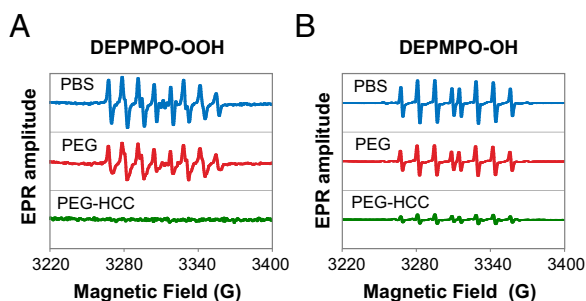 A
DEPMPO-OOH
EPR amplitude
PBS
PEG
PEG-HCC
3220
3280
3340
3400
Magnetic Field (G)
B
DEPMPO-OH
EPR amplitude
PBS
PEG
PEG-HCC
3220
3280
3340
3400
Magnetic Field (G)